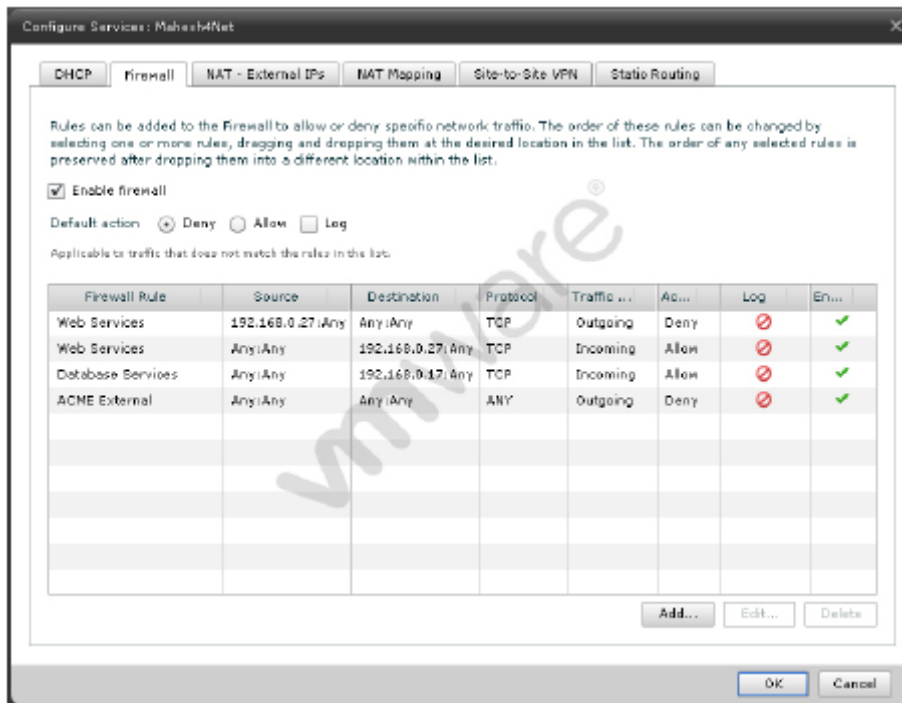 Configure Services: Mahesh4Net
DHCP Firewall NAT - External IPs NAT Mapping Site-to-Site VPN Static Routing
Rules can be added to the Firewall to allow or deny specific network traffic. The order of these rules can be changed by
selecting one or more rules, dragging and dropping them at the desired location in the list. The order of any selected rules is
preserved after dropping them into a different location within the list.
Enable firewall
Default action Deny Allow Log
Applicable to traffic that does not match the rules in the list.
Firewall Rule Source Destination Protocol Traffic ... Ac... Log En...
Web Services 192.168.0.27:Any Any:Any TCP Outgoing Deny
Web Services Any:Any 192.168.0.27:Any TCP Incoming Allow
Database Services Any:Any 192.168.0.17:Any TCP Incoming Allow
ACME External Any:Any Any:Any ANY Outgoing Deny
vmware®
Add... Edit... Delete
OK Cancel